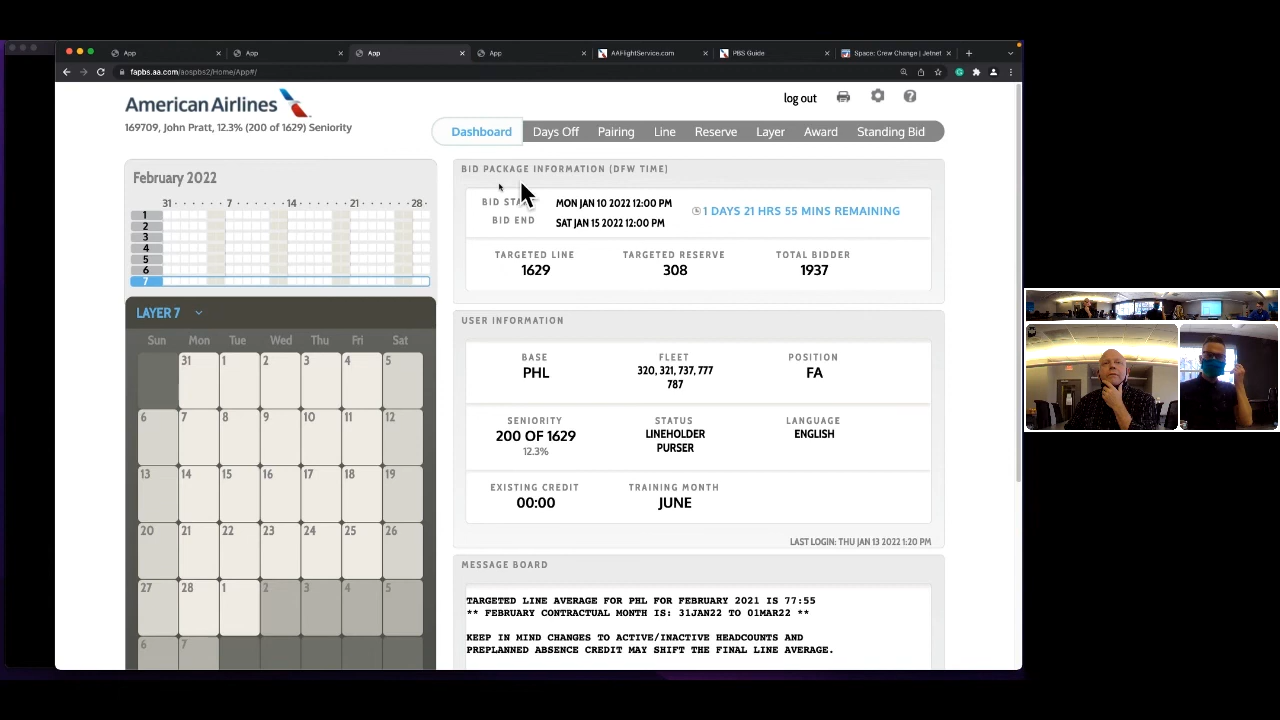 App
App
App
App
AAFlightService.com
PBS Guide
Space: Crew Change | Jetnet
fapbs.aa.com/aospbs2/Home/App#/
American Airlines
log out
169709, John Pratt, 12.3% (200 of 1629) Seniority
Dashboard Days Off Pairing Line Reserve Layer Award Standing Bid
February 2022
31 7 14 21 28
1
2
3
4
5
6
7
LAYER 7
Sun Mon Tue Wed Thu Fri Sat
31 1 2 3 4 5
6 7 8 9 10 11 12
13 14 15 16 17 18 19
20 21 22 23 24 25 26
27 28 1 2 3 4 5
6 7
BID PACKAGE INFORMATION (DFW TIME)
BID MON JAN 10 2022 12:00 PM
BID END SAT JAN 15 2022 12:00 PM
1 DAYS 21 HRS 55 MINS REMAINING
TARGETED LINE TARGETED RESERVE TOTAL BIDDER
1629 308 1937
USER INFORMATION
BASE FLEET POSITION
PHL 320, 321, 737, 777 FA
787
SENIORITY STATUS LANGUAGE
200 OF 1629 LINEHOLDER ENGLISH
12.3% PURSER
EXISTING CREDIT TRAINING MONTH
00:00 JUNE
LAST LOGIN: THU JAN 13 2022 1:20 PM
MESSAGE BOARD
TARGETED LINE AVERAGE FOR PHL FOR FEBRUARY 2021 IS 77:55
** FEBRUARY CONTRACTUAL MONTH IS: 31JAN22 TO 01MAR22 **
KEEP IN MIND CHANGES TO ACTIVE/INACTIVE HEADCOUNTS AND
PREPLANNED ABSENCE CREDIT MAY SHIFT THE FINAL LINE AVERAGE.